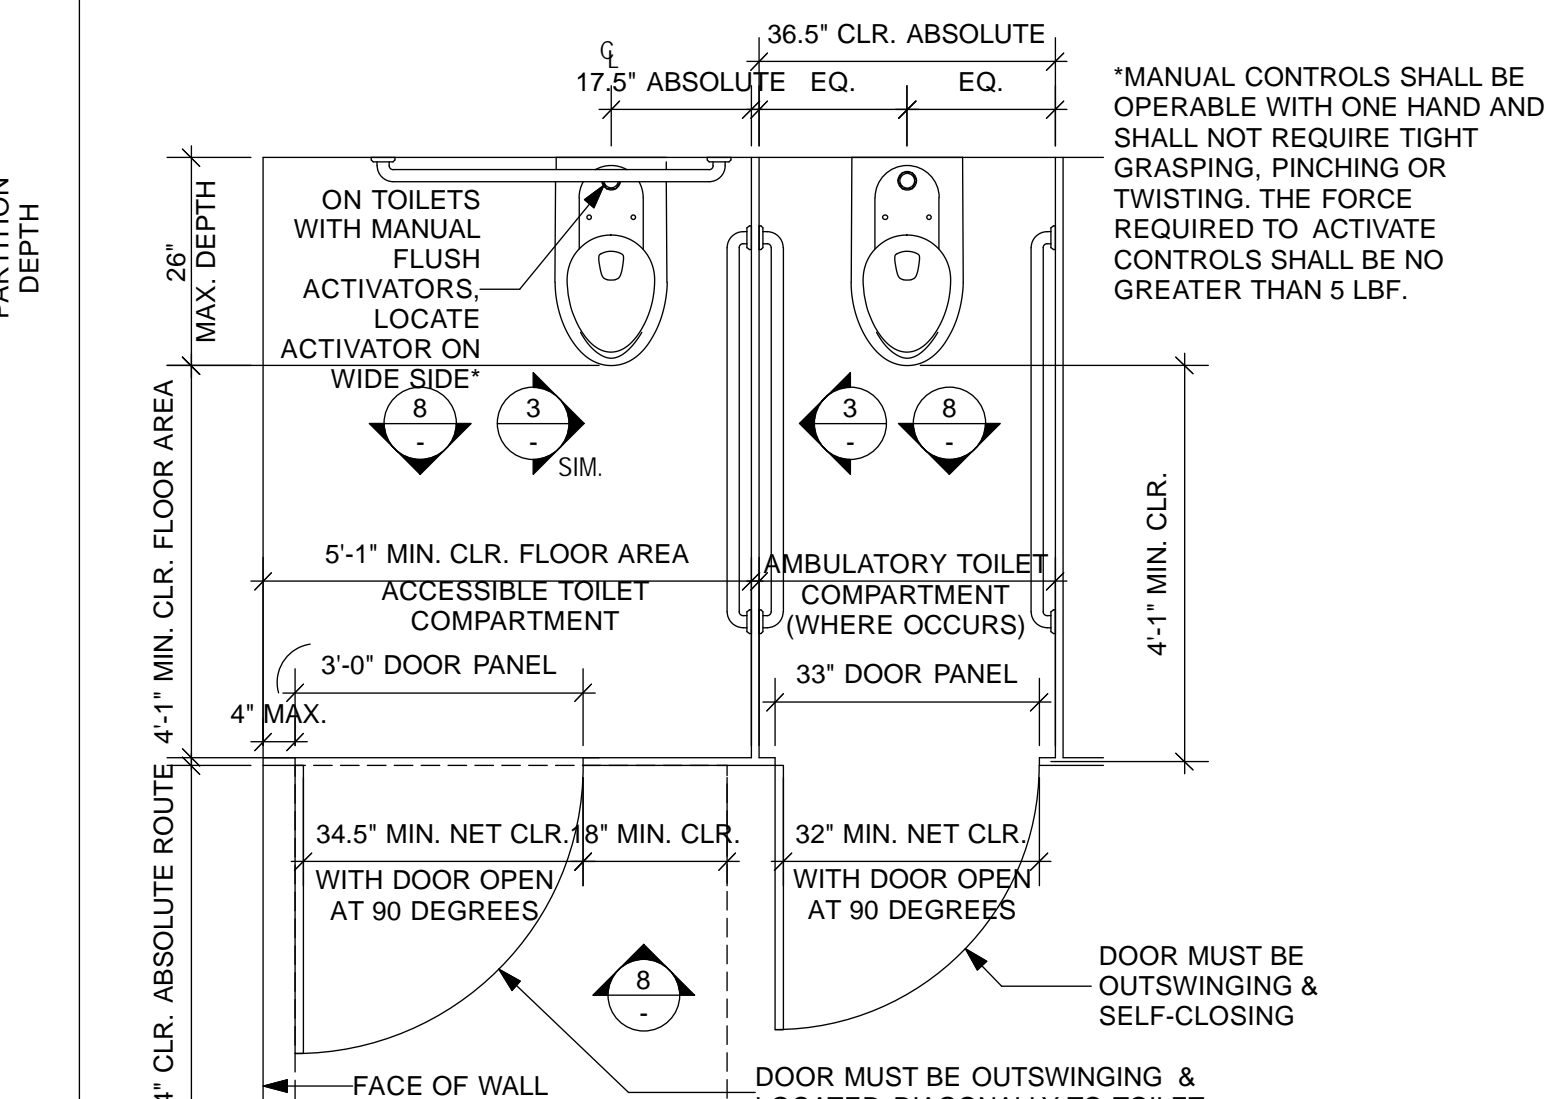 36.5" CLR. ABSOLUTE
℄
17.5" ABSOLUTE
EQ.
EQ.
*MANUAL CONTROLS SHALL BE
OPERABLE WITH ONE HAND AND
SHALL NOT REQUIRE TIGHT
GRASPING, PINCHING OR
TWISTING. THE FORCE
REQUIRED TO ACTIVATE
CONTROLS SHALL BE NO
GREATER THAN 5 LBF.
DEPTH
26"
MAX. DEPTH
ON TOILETS
WITH MANUAL
FLUSH
ACTIVATORS,
LOCATE
ACTIVATOR ON
WIDE SIDE*
8
-
3
-
SIM.
3
-
8
-
4'-1" MIN. CLR. FLOOR AREA
4'-1" MIN. CLR.
5'-1" MIN. CLR. FLOOR AREA
ACCESSIBLE TOILET
COMPARTMENT
AMBULATORY TOILET
COMPARTMENT
(WHERE OCCURS)
3'-0" DOOR PANEL
33" DOOR PANEL
4" MAX.
34.5" MIN. NET CLR.
WITH DOOR OPEN
AT 90 DEGREES
18" MIN. CLR.
32" MIN. NET CLR.
WITH DOOR OPEN
AT 90 DEGREES
CLR. ABSOLUTE ROUTE
8
-
DOOR MUST BE
OUTSWINGING &
SELF-CLOSING
FACE OF WALL
DOOR MUST BE OUTSWINGING &
LOCATED DIAGONALLY TO TOILET